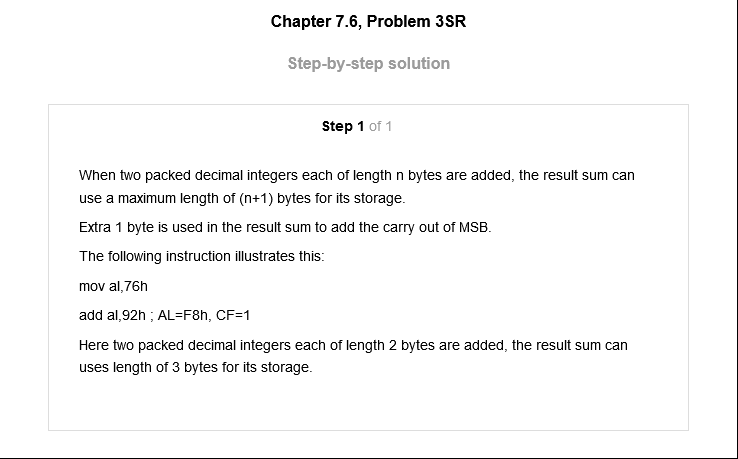 Chapter 7.6, Problem 3SR
Step-by-step solution
Step 1 of 1
When two packed decimal integers each of length n bytes are added, the result sum can
use a maximum length of (n+1) bytes for its storage.
Extra 1 byte is used in the result sum to add the carry out of MSB.
The following instruction illustrates this:
mov al,76h
add al,92h ; AL=F8h, CF=1
Here two packed decimal integers each of length 2 bytes are added, the result sum can
uses length of 3 bytes for its storage.